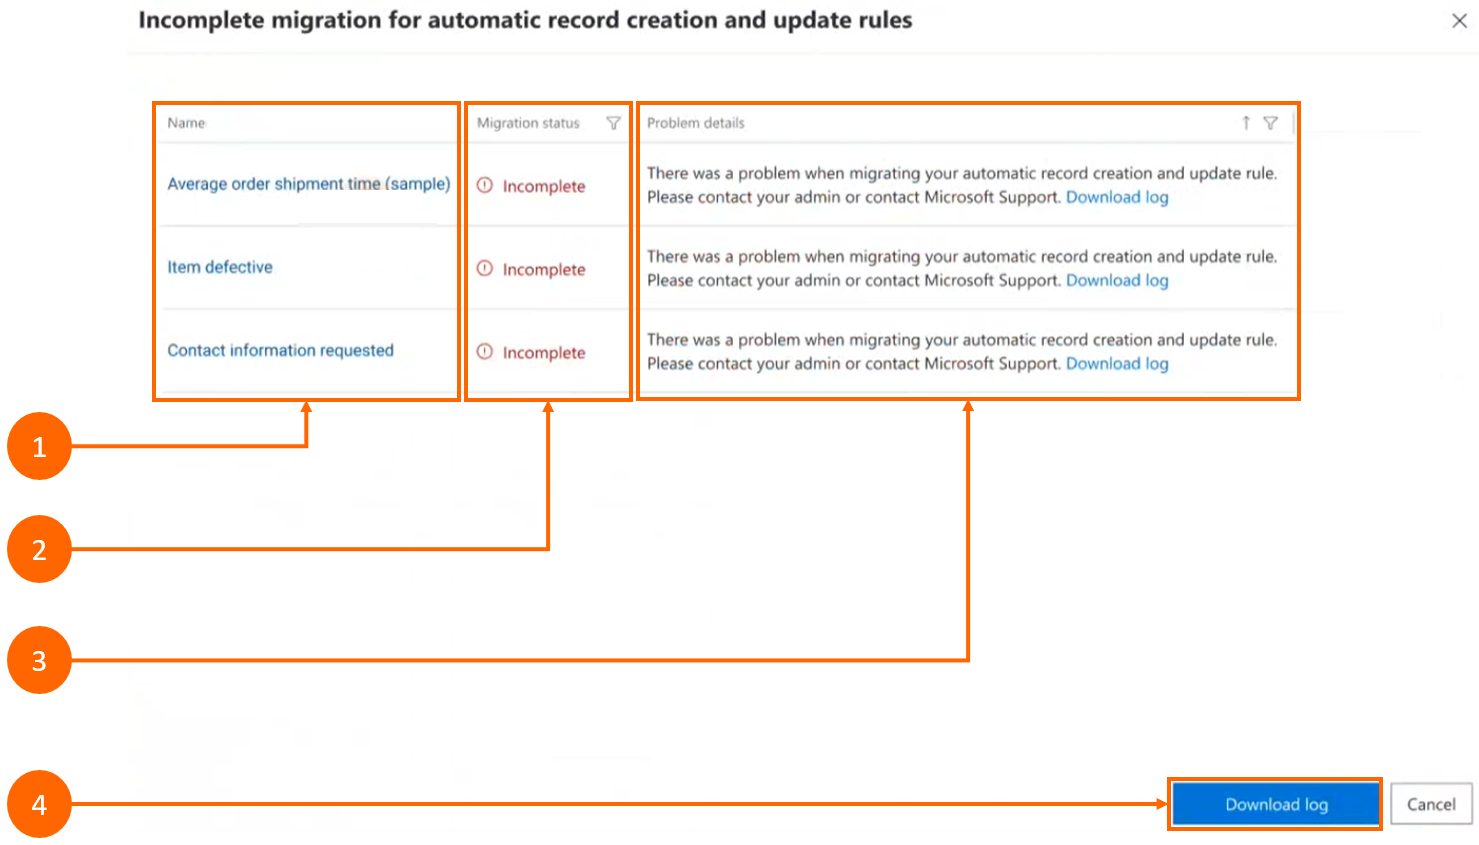 Incomplete migration for automatic record creation and update rules
Name
Migration status
Problem details
Average order shipment time (sample)
Incomplete
There was a problem when migrating your automatic record creation and update rule.
Please contact your admin or contact Microsoft Support. Download log
Item defective
Incomplete
There was a problem when migrating your automatic record creation and update rule.
Please contact your admin or contact Microsoft Support. Download log
Contact information requested
Incomplete
There was a problem when migrating your automatic record creation and update rule.
Please contact your admin or contact Microsoft Support. Download log
1
2
3
4
Download log
Cancel